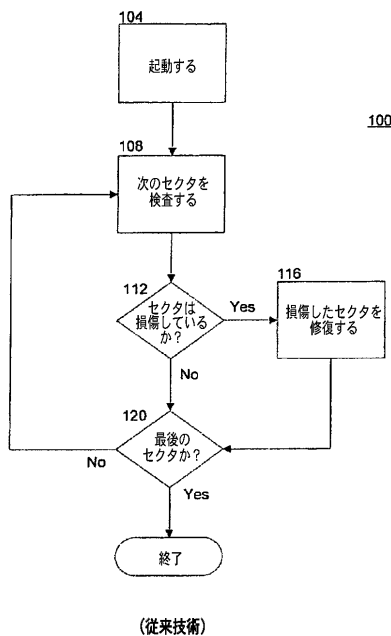 104
起動する
100
108
次のセクタを
検査する
112
セクタは
損傷している
か?
Yes
116
損傷したセクタを
修復する
No
120
最後の
セクタか?
No
Yes
終了
(従来技術)